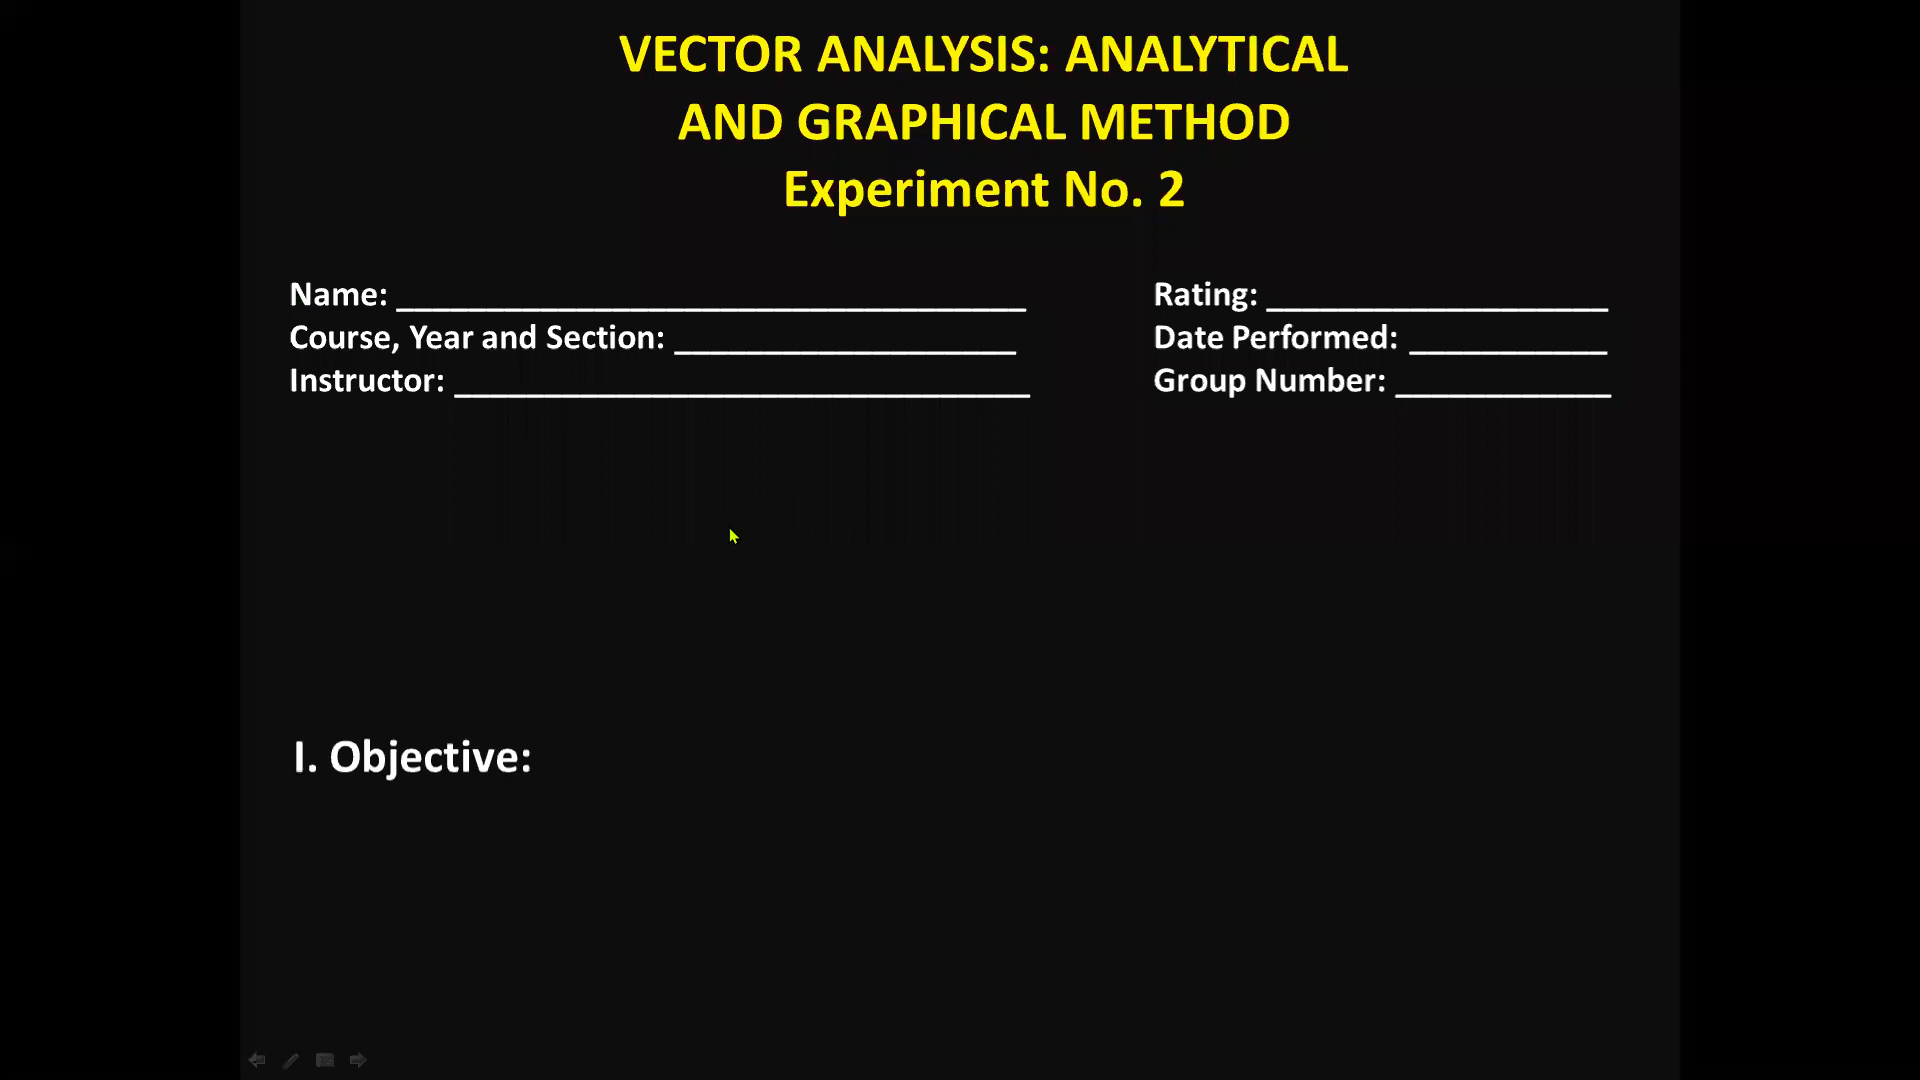 VECTOR ANALYSIS: ANALYTICAL
AND GRAPHICAL METHOD
Experiment No. 2
Name: ___________________________________ Rating: ___________________
Course, Year and Section: ___________________ Date Performed: ___________
Instructor: ________________________________ Group Number: ____________
I. Objective: